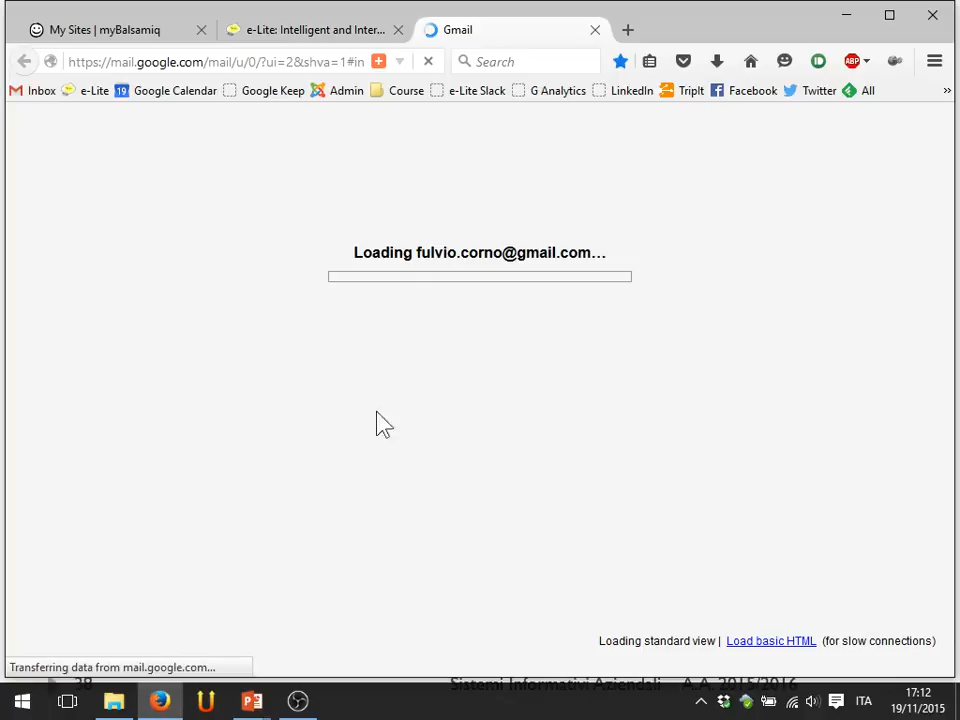 My Sites | myBalsamiq
e-Lite: Intelligent and Inter...
Gmail
https://mail.google.com/mail/u/0/?ui=2&shva=1#in
Search
ABP
Inbox
e-Lite
19
Google Calendar
Google Keep
Admin
Course
e-Lite Slack
G Analytics
LinkedIn
TripIt
Facebook
Twitter
All
»
Loading fulvio.corno@gmail.com...
Loading standard view | Load basic HTML (for slow connections)
Transferring data from mail.google.com...
38
Sistemi Informativi Aziendali A.A. 2015/2016
ITA
17:12
19/11/2015